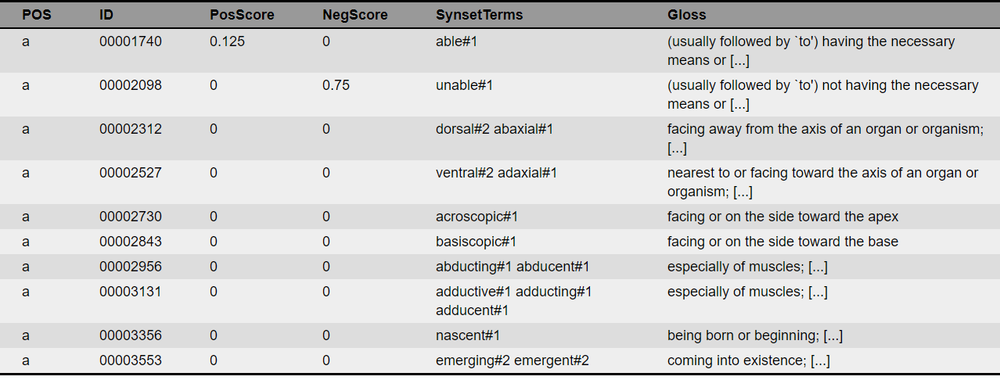 POS ID PosScore NegScore SynsetTerms Gloss
a 00001740 0.125 0 able#1 (usually followed by `to') having the necessary
means or [...]
a 00002098 0 0.75 unable#1 (usually followed by `to') not having the necessary
means or [...]
a 00002312 0 0 dorsal#2 abaxial#1 facing away from the axis of an organ or organism;
[...]
a 00002527 0 0 ventral#2 adaxial#1 nearest to or facing toward the axis of an organ or
organism; [...]
a 00002730 0 0 acroscopic#1 facing or on the side toward the apex
a 00002843 0 0 basiscopic#1 facing or on the side toward the base
a 00002956 0 0 abducting#1 abducent#1 especially of muscles; [...]
a 00003131 0 0 adductive#1 adducting#1 especially of muscles; [...]
adducent#1
a 00003356 0 0 nascent#1 being born or beginning; [...]
a 00003553 0 0 emerging#2 emergent#2 coming into existence; [...]